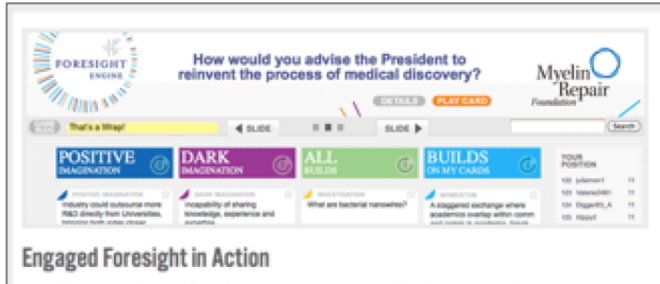 FORESIGHT
ENGINE
How would you advise the President to
reinvent the process of medical discovery?
Myelin
Repair
Foundation
DETAILS
PLAY CARD
That's a Wrap!
SLIDE
SLIDE
Search
POSITIVE
IMAGINATION
DARK
IMAGINATION
ALL
BUILDS
BUILDS
ON MY CARDS
YOUR
POSITION
POSITIVE IMAGINATION
Industry could outsource more
R&D directly from Universities,
DARK IMAGINATION
Incapability of sharing
knowledge, experience and
expertise
INVESTIGATION
What are bacterial nanowires?
MOMENTUM
A staggered exchange where
academics overlap within comm
Engaged Foresight in Action